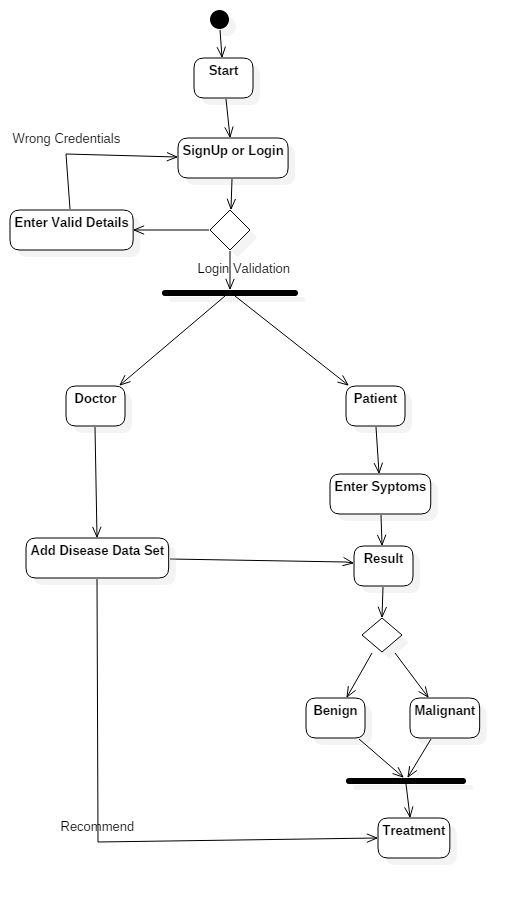 Start
Wrong Credentials
SignUp or Login
Enter Valid Details
Login Validation
Doctor
Patient
Enter Syptoms
Add Disease Data Set
Result
Benign
Malignant
Recommend
Treatment